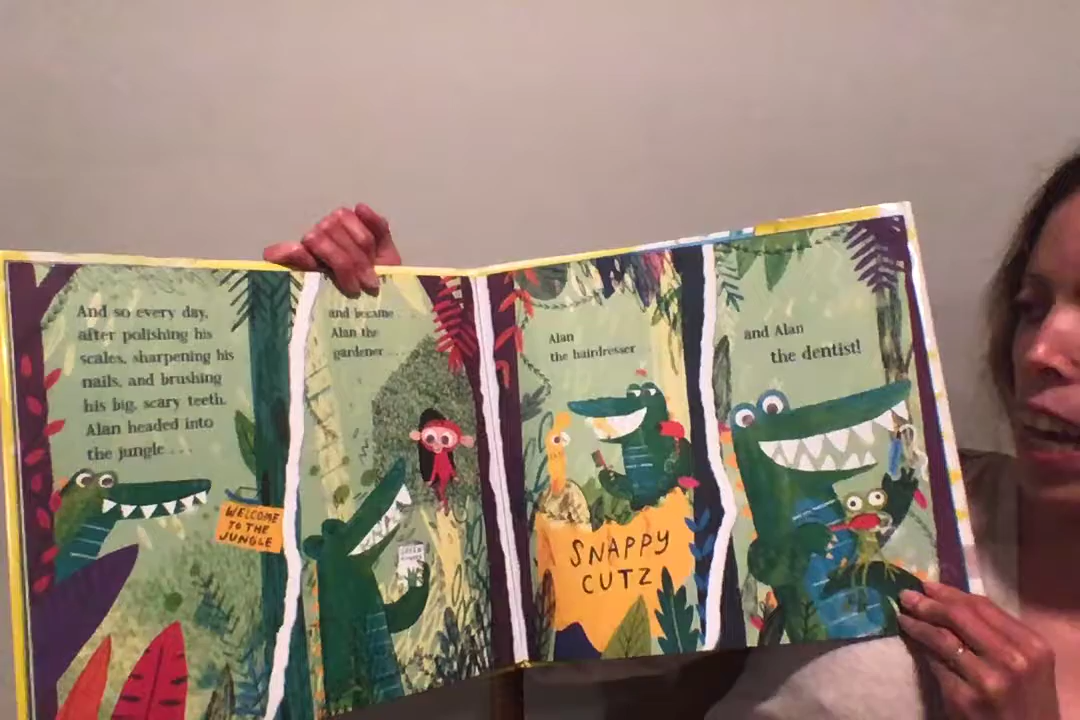 And so every day,
after polishing his
scales, sharpening his
nails, and brushing
his big, scary teeth,
Alan headed into
the jungle . . .
WELCOME
TO THE
JUNGLE
and became
Alan the
gardener . . .
Alan
the hairdresser . . .
SNAPPY
CUTZ
and Alan
the dentist!